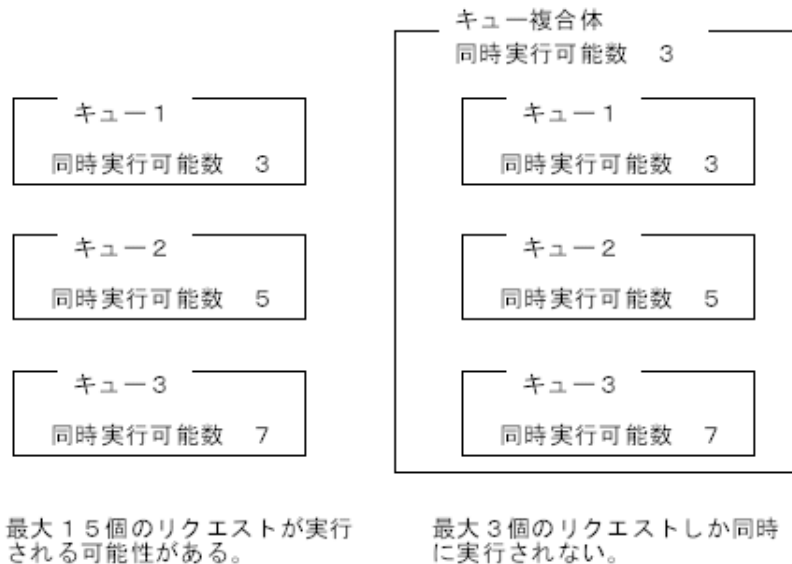 キュー１
同時実行可能数　３
キュー２
同時実行可能数　５
キュー３
同時実行可能数　７
最大１５個のリクエストが実行
される可能性がある。
キュー複合体
同時実行可能数　３
キュー１
同時実行可能数　３
キュー２
同時実行可能数　５
キュー３
同時実行可能数　７
最大３個のリクエストしか同時
に実行されない。